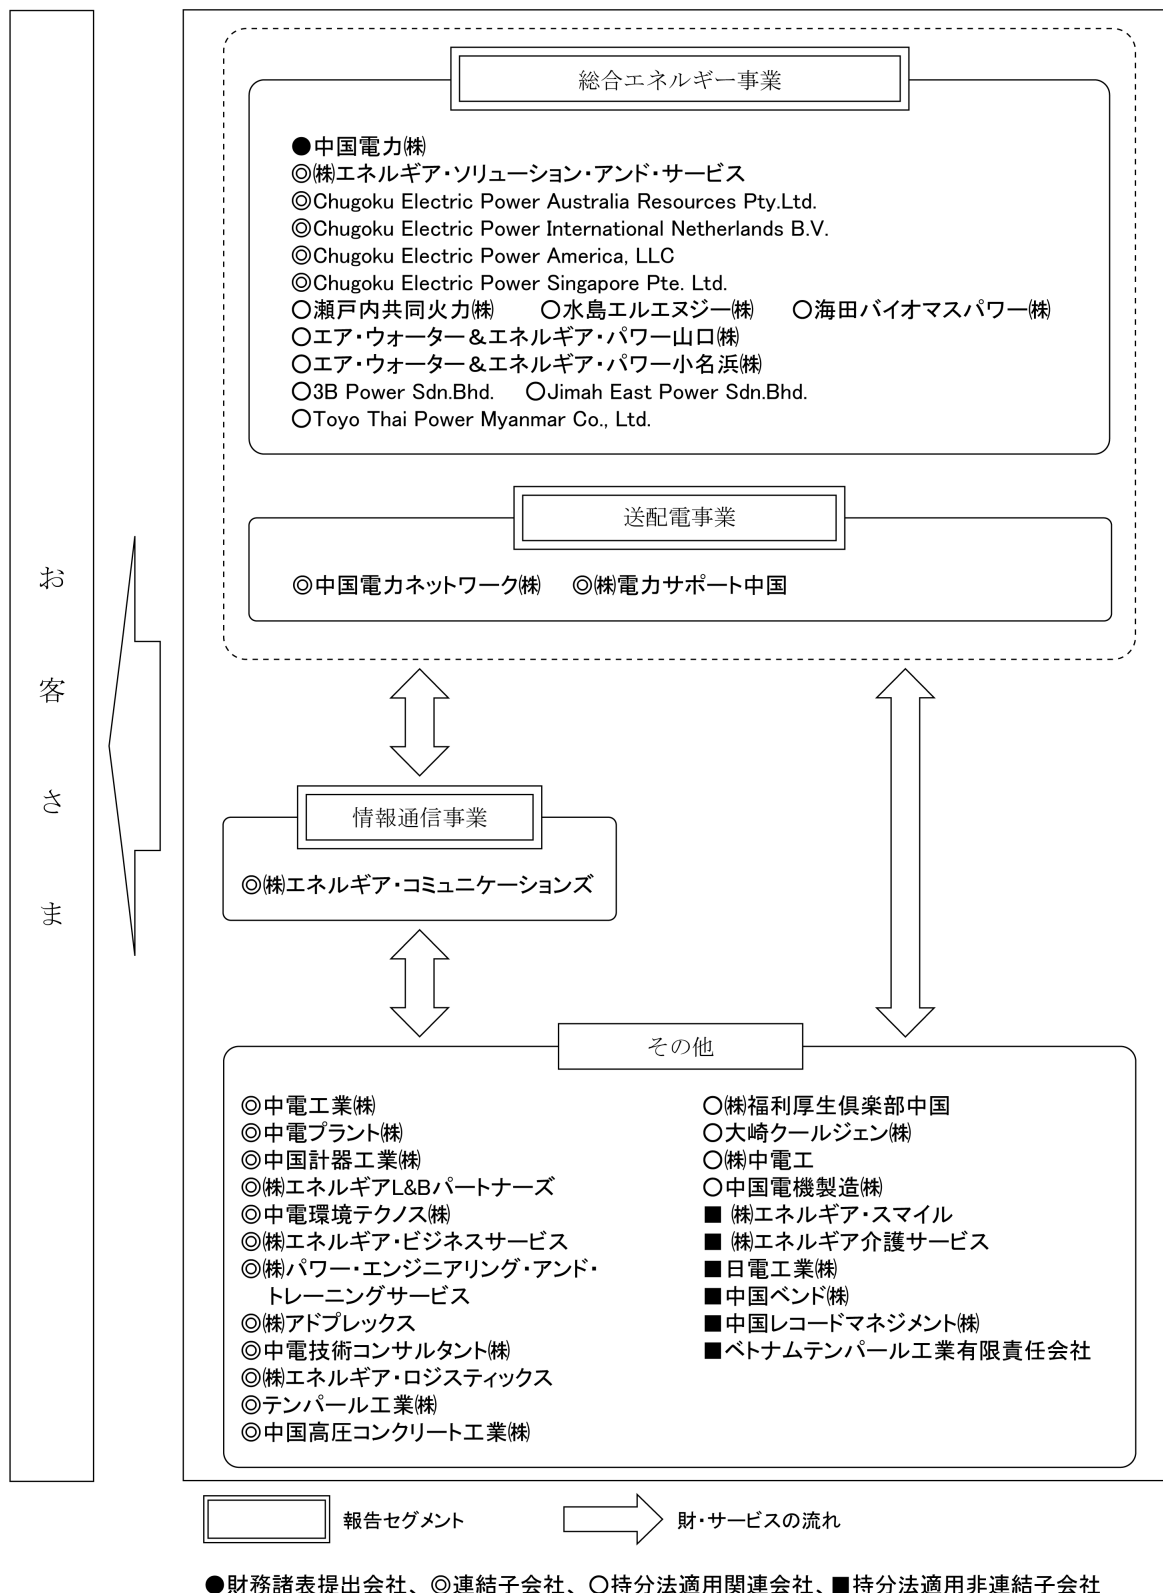 お客さま
総合エネルギー事業
●中国電力㈱
◎㈱エネルギア・ソリューション・アンド・サービス
◎Chugoku Electric Power Australia Resources Pty.Ltd.
◎Chugoku Electric Power International Netherlands B.V.
◎Chugoku Electric Power America, LLC
◎Chugoku Electric Power Singapore Pte. Ltd.
○瀬戸内共同火力㈱ ○水島エルエヌジー㈱ ○海田バイオマスパワー㈱
○エア・ウォーター＆エネルギア・パワー山口㈱
○エア・ウォーター＆エネルギア・パワー小名浜㈱
○3B Power Sdn.Bhd. ○Jimah East Power Sdn.Bhd.
○Toyo Thai Power Myanmar Co., Ltd.
送配電事業
◎中国電力ネットワーク㈱ ◎㈱電力サポート中国
情報通信事業
◎㈱エネルギア・コミュニケーションズ
その他
◎中電工業㈱
◎中電プラント㈱
◎中国計器工業㈱
◎㈱エネルギアL&Bパートナーズ
◎中電環境テクノス㈱
◎㈱エネルギア・ビジネスサービス
◎㈱パワー・エンジニアリング・アンド・
トレーニングサービス
◎㈱アドプレックス
◎中電技術コンサルタント㈱
◎㈱エネルギア・ロジスティックス
◎テンパール工業㈱
◎中国高圧コンクリート工業㈱
○㈱福利厚生倶楽部中国
○大崎クールジェン㈱
○㈱中電工
○中国電機製造㈱
■ ㈱エネルギア・スマイル
■ ㈱エネルギア介護サービス
■日電工業㈱
■中国ベンド㈱
■中国レコードマネジメント㈱
■ベトナムテンパール工業有限責任会社
報告セグメント 財・サービスの流れ
●財務諸表提出会社、◎連結子会社、○持分法適用関連会社、■持分法適用非連結子会社